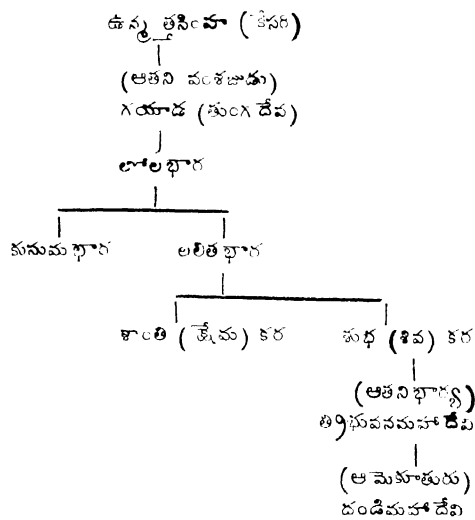 ఉన్మత్తసింహ (కేసరి)
(ఆతని వంశజుడు)
గయాడ (తుంగదేవ)
లోలభార
కుసుమభార లలితభార
శాంతి (క్షేమ) కర శుభ (శివ) కర
(ఆతనిభార్య)
త్రిభువనమహాదేవి
(ఆమెకూతురు)
దండిమహాదేవి